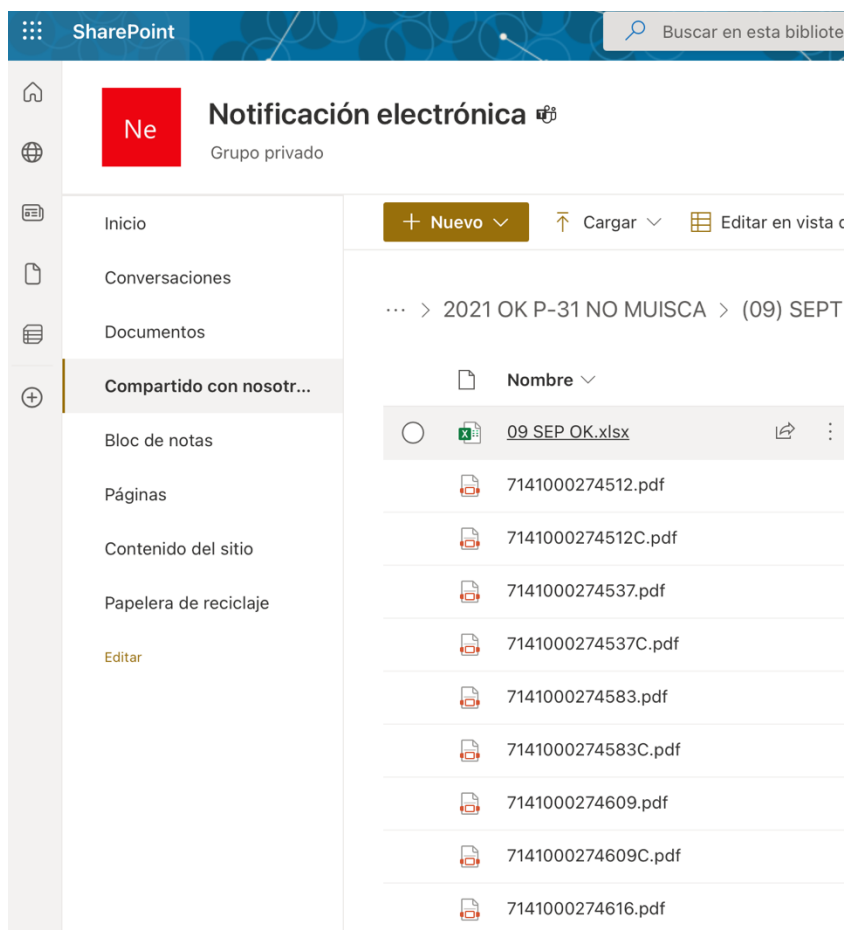 SharePoint
Buscar en esta bibliote
Ne
Notificación electrónica
Grupo privado
Inicio
Conversaciones
Documentos
Compartido con nosotr...
Bloc de notas
Páginas
Contenido del sitio
Papelera de reciclaje
Editar
+ Nuevo
Cargar
Editar en vista d
··· > 2021 OK P-31 NO MUISCA > (09) SEPT
Nombre
09 SEP OK.xlsx
7141000274512.pdf
7141000274512C.pdf
7141000274537.pdf
7141000274537C.pdf
7141000274583.pdf
7141000274583C.pdf
7141000274609.pdf
7141000274609C.pdf
7141000274616.pdf